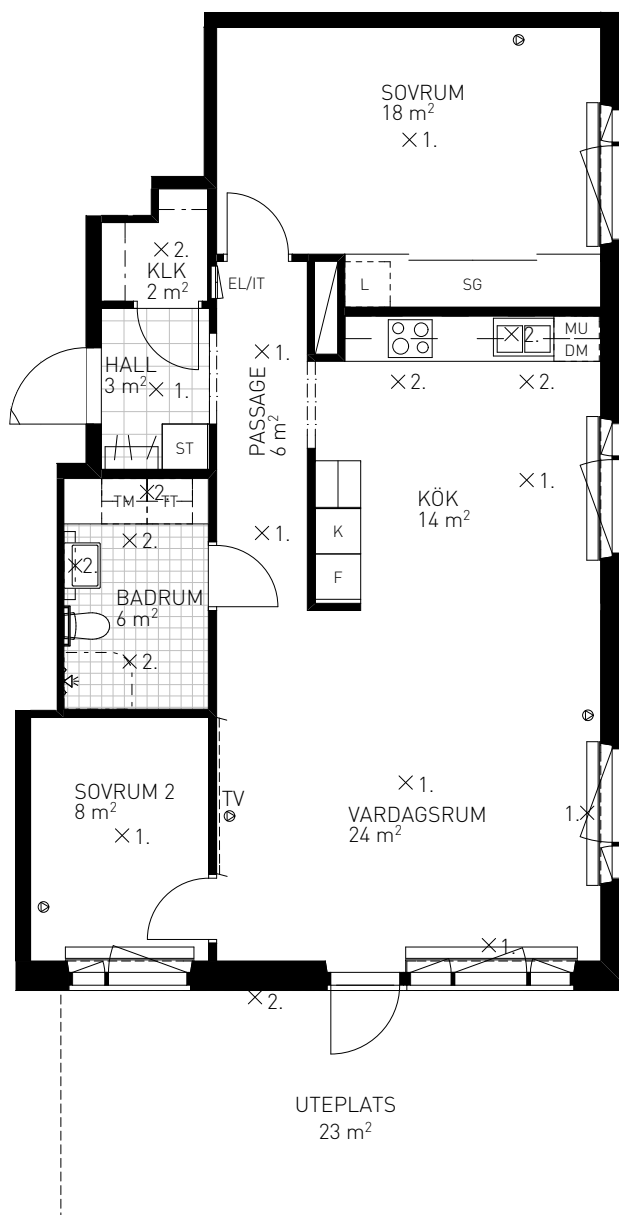 SOVRUM
18 m²
1.
2.
KLK
2 m²
EL/IT
L
SG
MU
DM
2.
HALL
3 m²
1.
ST
PASSAGE
6 m²
1.
2.
2.
KÖK
14 m²
1.
K
F
1.
TM
2.
TT
2.
2.
BADRUM
6 m²
2.
SOVRUM 2
8 m²
1.
TV
1.
VARDAGSRUM
24 m²
1.
1.
2.
UTEPLATS
23 m²